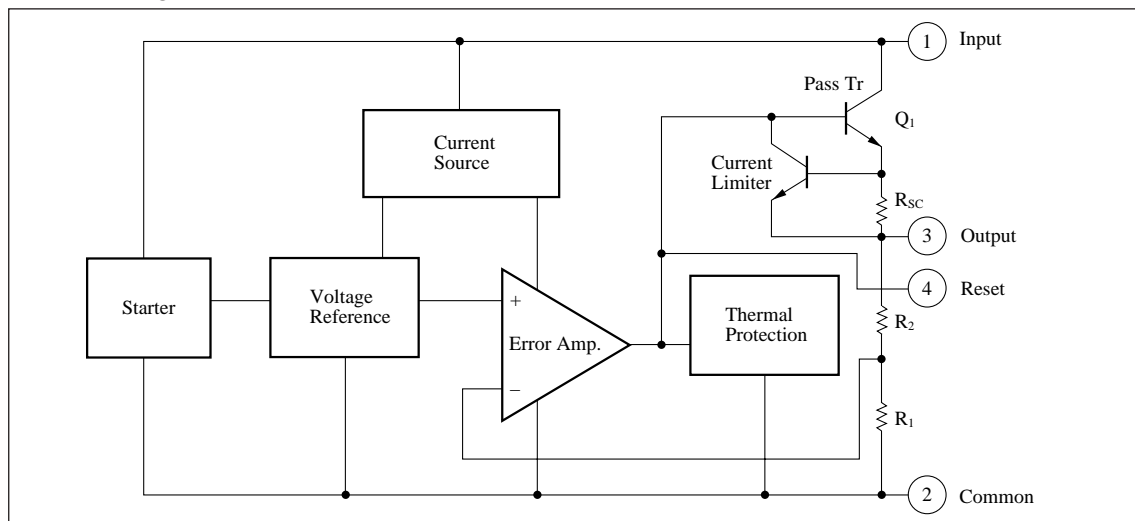 1 Input
Pass Tr
Q1
Current
Source
Current
Limiter
RSC
3 Output
4 Reset
Starter
Voltage
Reference
+
Error Amp.
−
Thermal
Protection
R2
R1
2 Common